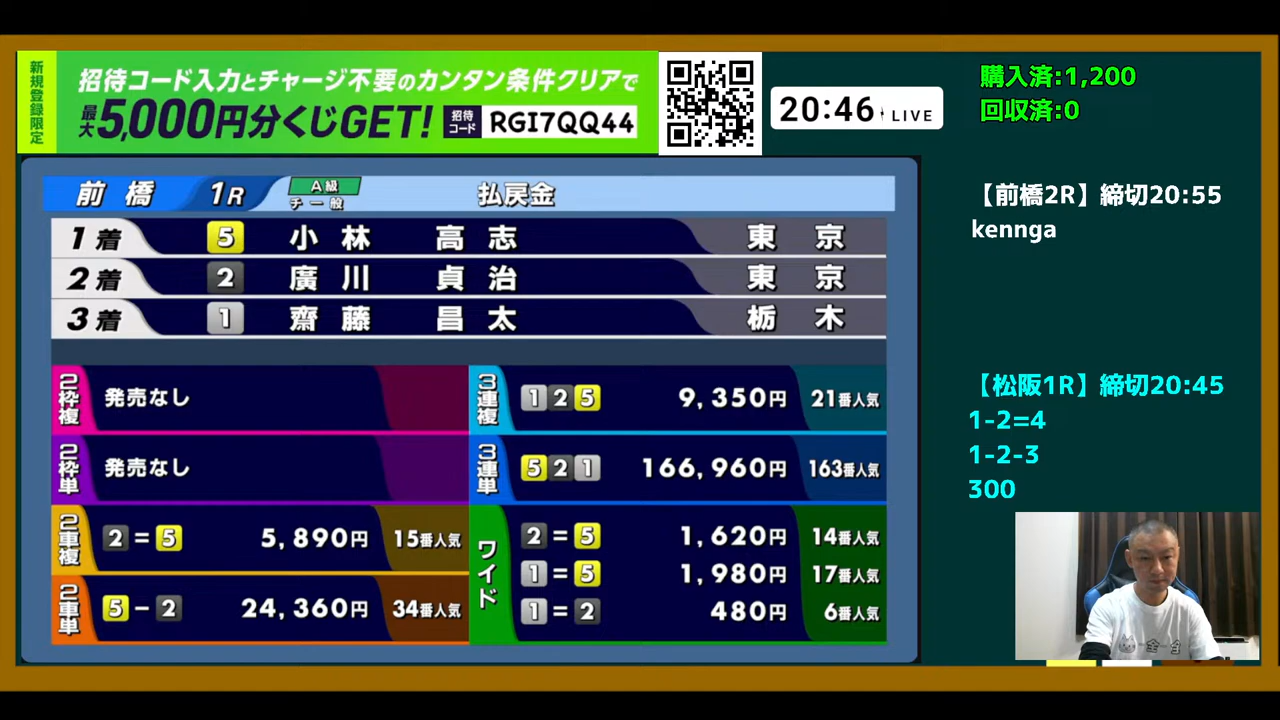 新規登録限定
招待コード入力とチャージ不要のカンタン条件クリアで
最大5,000円分くじGET!
招待コード RGI7QQ44
20:46 LIVE
購入済:1,200
回収済:0
前橋 1R A級 チ一般 払戻金
1着 5 小林 高志 東京
2着 2 廣川 貞治 東京
3着 1 齋藤 昌太 栃木
2枠複 発売なし
2枠単 発売なし
2車複 2=5 5,890円 15番人気
2車単 5-2 24,360円 34番人気
3連複 1 2 5 9,350円 21番人気
3連単 5 2 1 166,960円 163番人気
ワイド
2=5 1,620円 14番人気
1=5 1,980円 17番人気
1=2 480円 6番人気
【前橋2R】締切20:55
kennga
【松阪1R】締切20:45
1-2=4
1-2-3
300